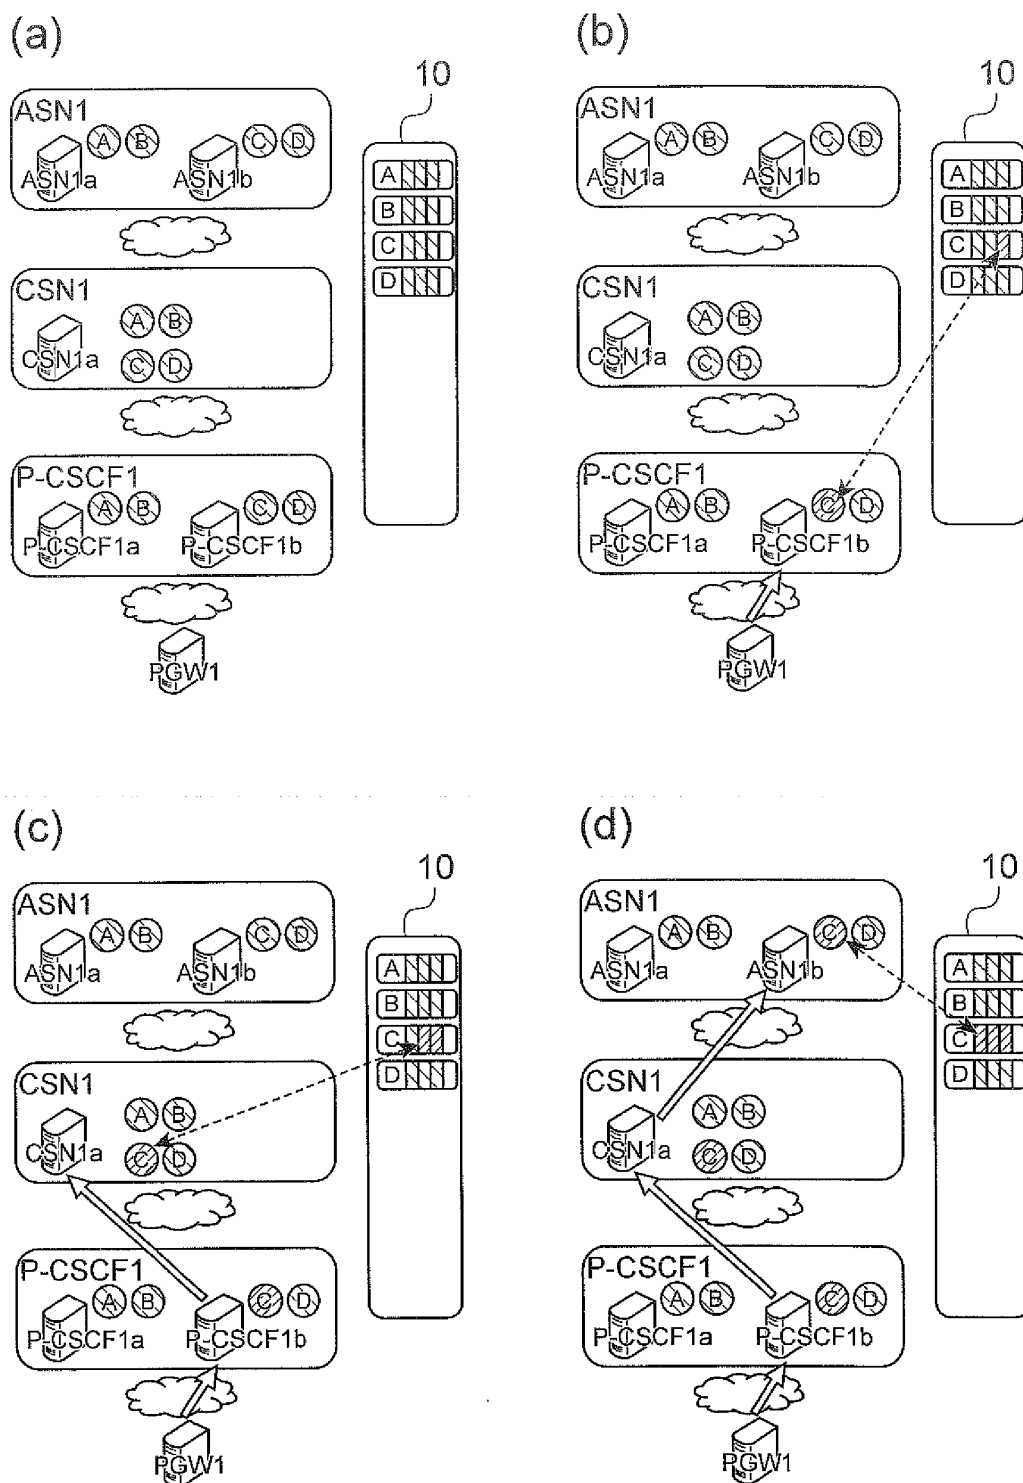 (a)
10
ASN1
A B C D
ASN1a ASN1b
A
B
C
D
CSN1
A B
CSN1a
C D
P-CSCF1
A B C D
P-CSCF1a P-CSCF1b
PGW1
(b)
10
ASN1
A B C D
ASN1a ASN1b
A
B
C
D
CSN1
A B
CSN1a
C D
P-CSCF1
A B C D
P-CSCF1a P-CSCF1b
PGW1
(c)
10
ASN1
A B C D
ASN1a ASN1b
A
B
C
D
CSN1
A B
CSN1a
C D
P-CSCF1
A B C D
P-CSCF1a P-CSCF1b
PGW1
(d)
10
ASN1
A B C D
ASN1a ASN1b
A
B
C
D
CSN1
A B
CSN1a
C D
P-CSCF1
A B C D
P-CSCF1a P-CSCF1b
PGW1